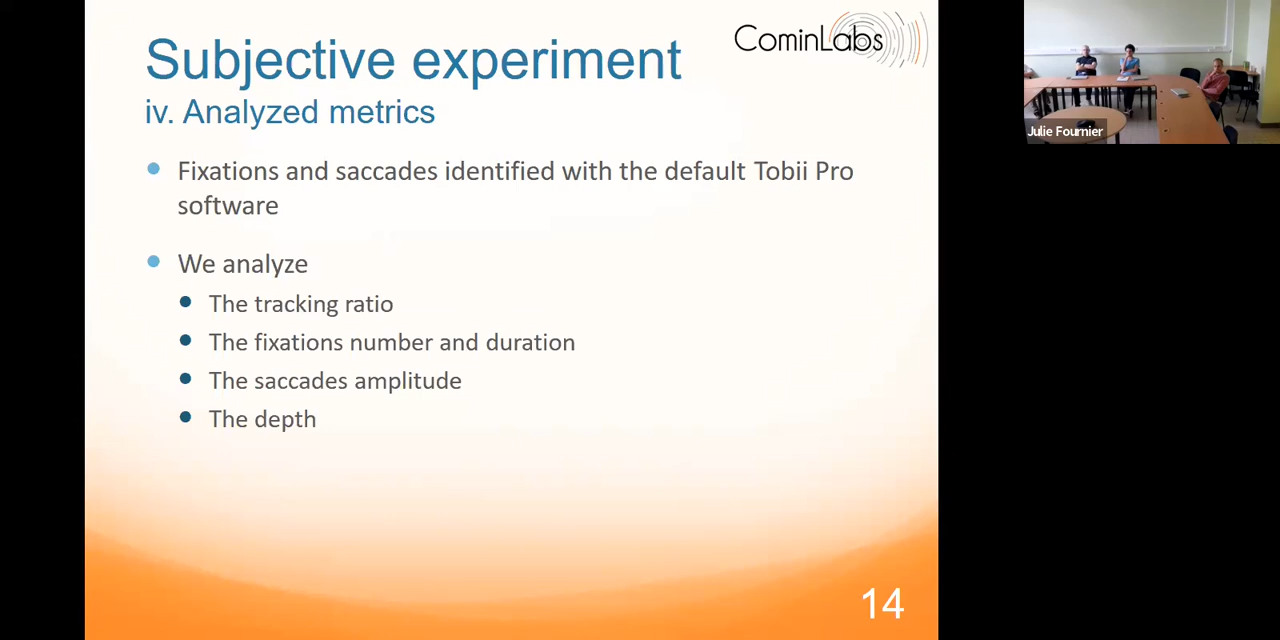 Subjective experiment
CominLabs
iv. Analyzed metrics
Fixations and saccades identified with the default Tobii Pro
software
We analyze
The tracking ratio
The fixations number and duration
The saccades amplitude
The depth
14
Julie Fournier